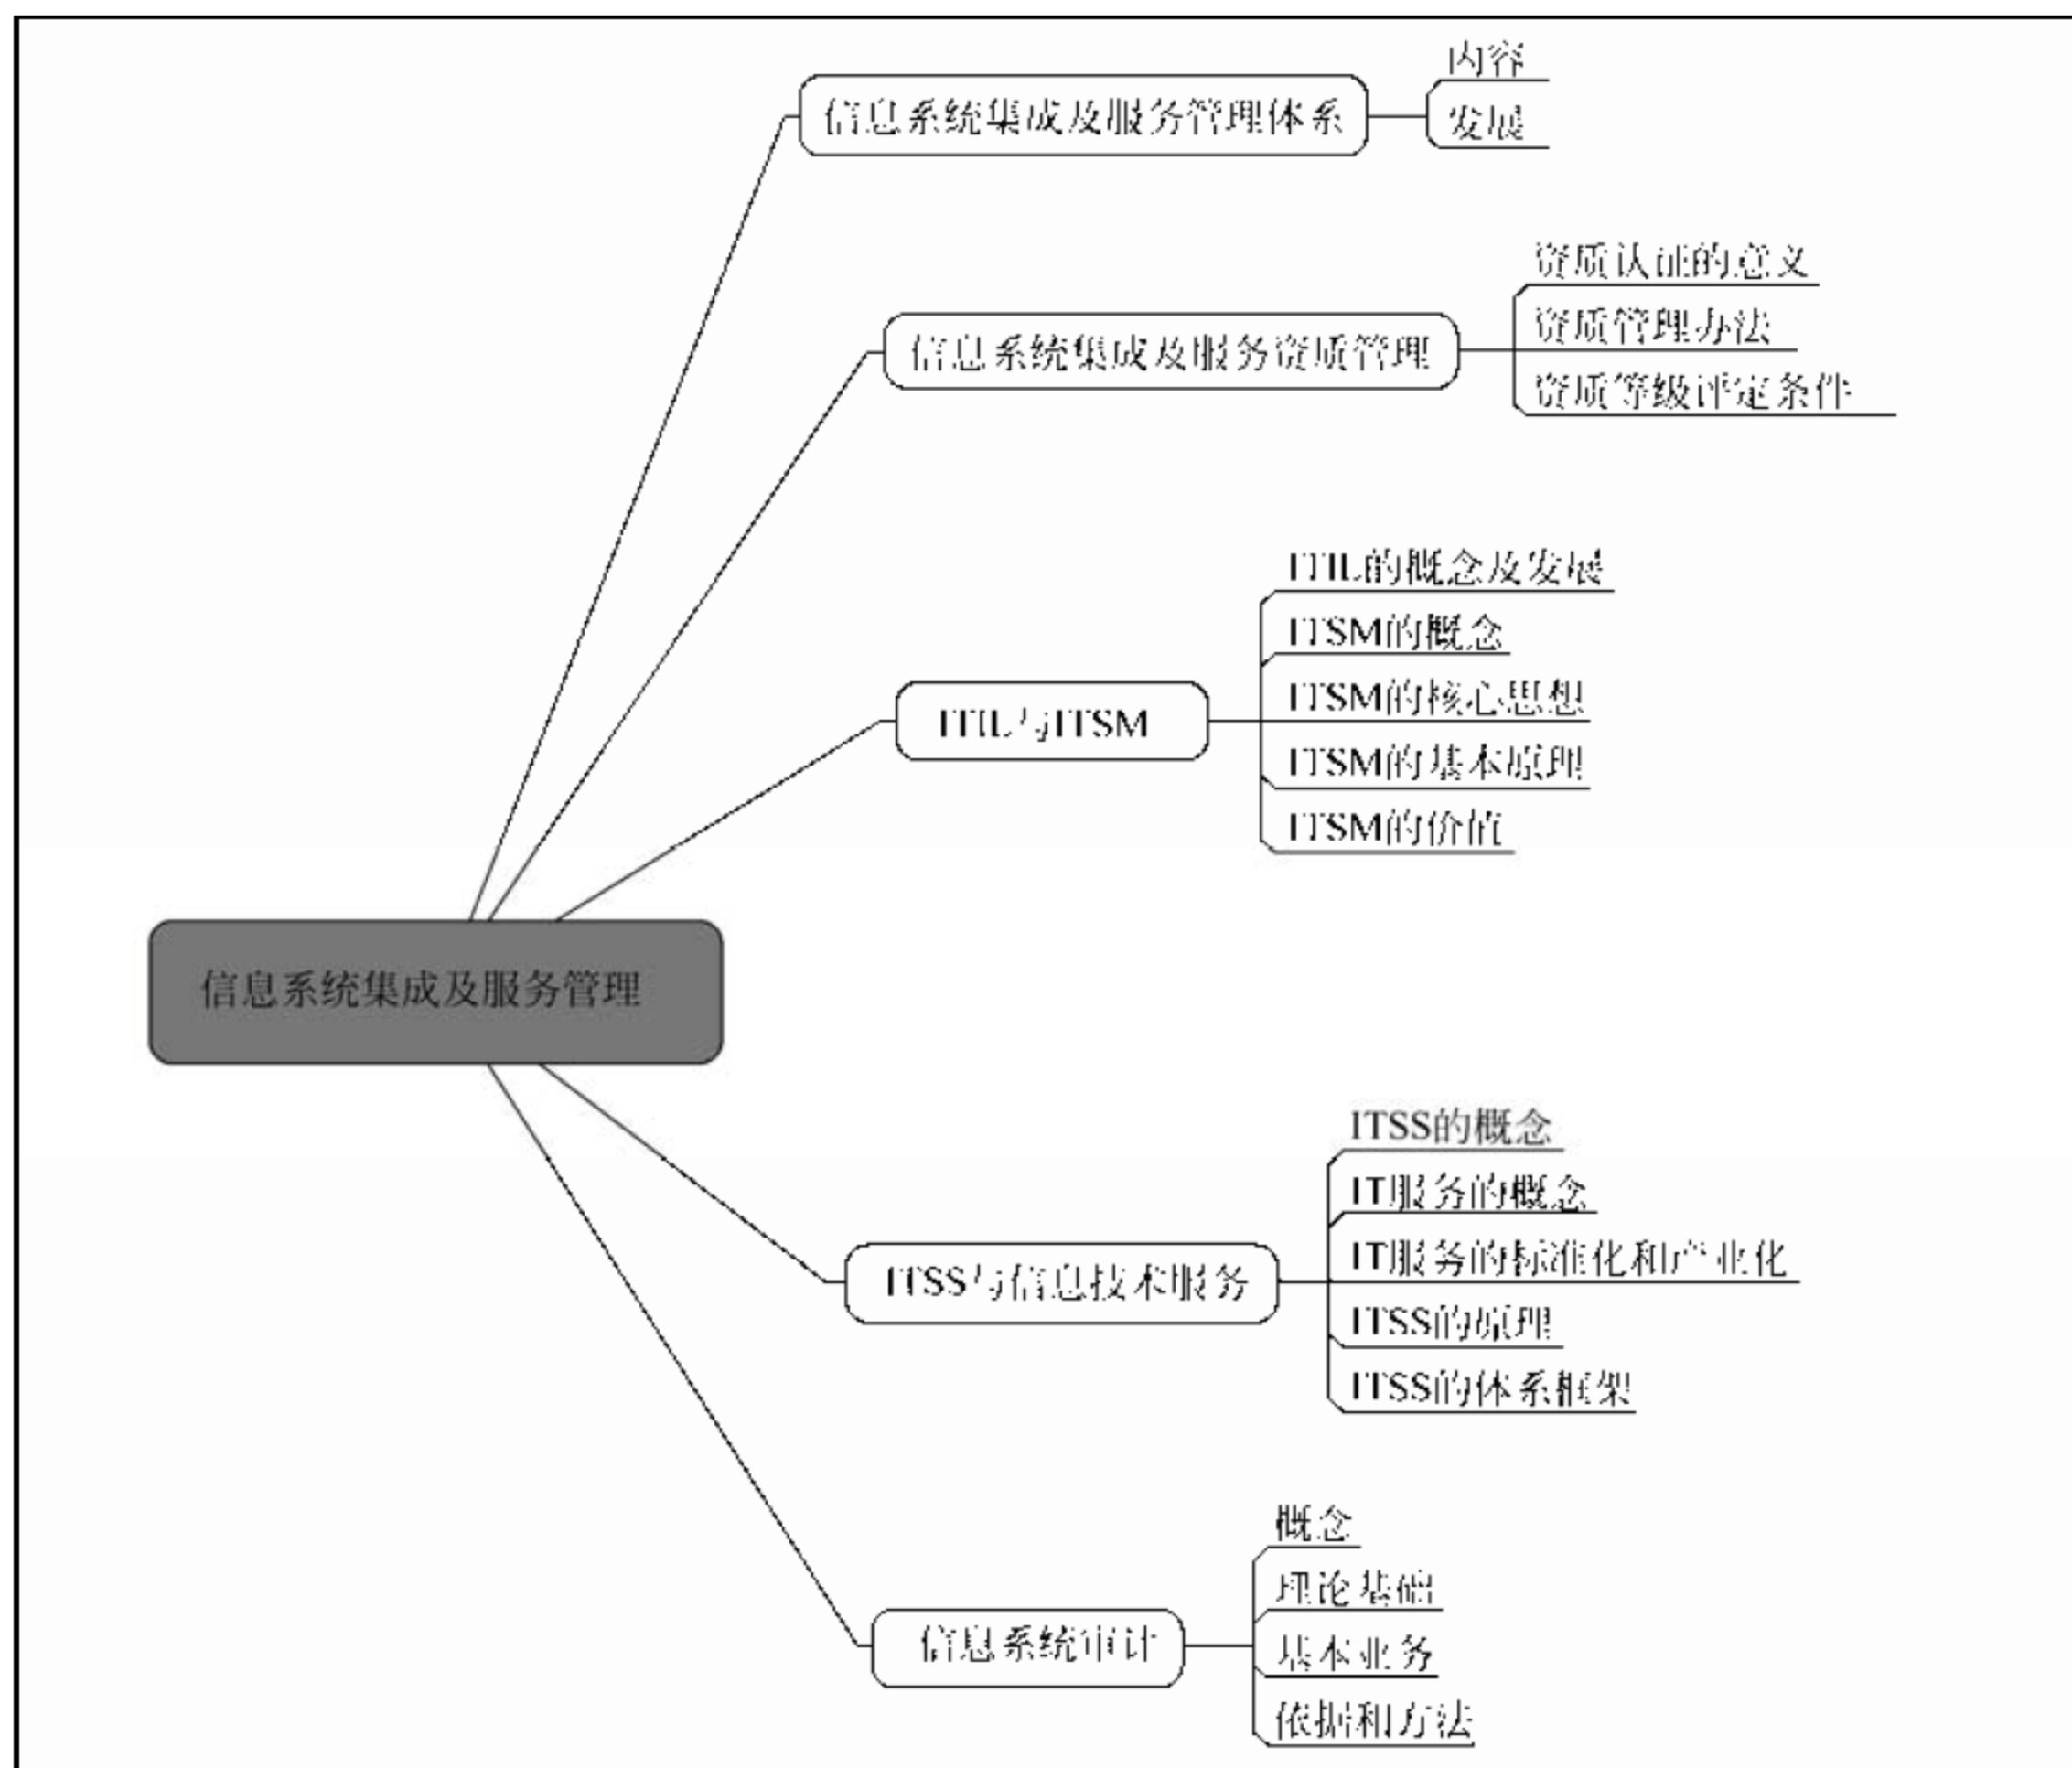 信息系统集成及服务管理
信息系统集成及服务管理体系
内容
发展
信息系统集成及服务资质管理
资质认证的意义
资质管理办法
资质等级评定条件
ITIL与ITSM
ITIL的概念及发展
ITSM的概念
ITSM的核心思想
ITSM的基本原理
ITSM的价值
ITSS与信息技术服务
ITSS的概念
IT服务的概念
IT服务的标准化和产业化
ITSS的原理
ITSS的体系框架
信息系统审计
概念
理论基础
基本业务
依据和方法